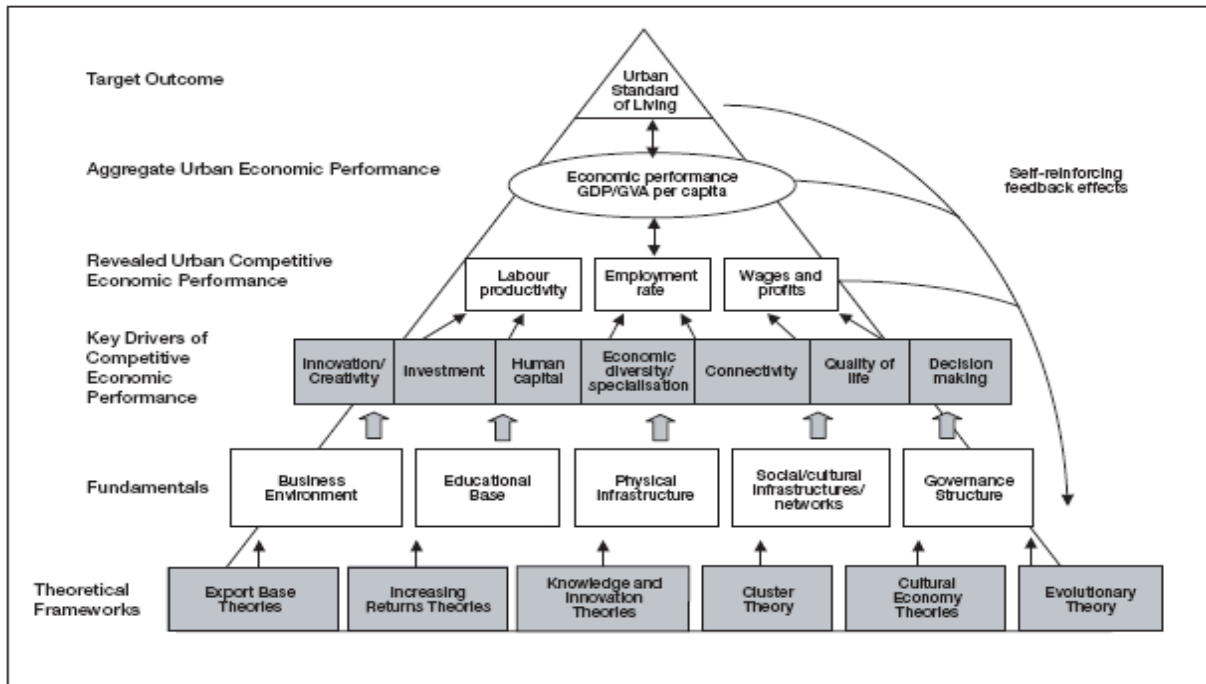 Target Outcome
Urban
Standard
of Living
Aggregate Urban Economic Performance
Economic performance
GDP/GVA per capita
Self-reinforcing
feedback effects
Revealed Urban Competitive
Economic Performance
Labour
productivity
Employment
rate
Wages and
profits
Key Drivers of
Competitive
Economic
Performance
Innovation/
Creativity
Investment
Human
capital
Economic
diversity/
specialisation
Connectivity
Quality of
life
Decision
making
Fundamentals
Business
Environment
Educational
Base
Physical
Infrastructure
Social/cultural
infrastructures/
networks
Governance
Structure
Theoretical
Frameworks
Export Base
Theories
Increasing
Returns Theories
Knowledge and
Innovation
Theories
Cluster
Theory
Cultural
Economy
Theories
Evolutionary
Theory